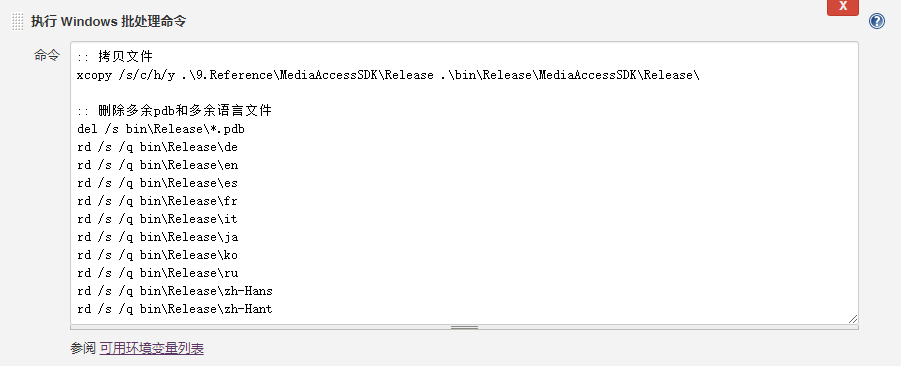 执行 Windows 批处理命令
X
?
命令
:: 拷贝文件
xcopy /s/c/h/y .\9.Reference\MediaAccessSDK\Release .\bin\Release\MediaAccessSDK\Release\
:: 删除多余pdb和多余语言文件
del /s bin\Release\*.pdb
rd /s /q bin\Release\de
rd /s /q bin\Release\en
rd /s /q bin\Release\es
rd /s /q bin\Release\fr
rd /s /q bin\Release\it
rd /s /q bin\Release\ja
rd /s /q bin\Release\ko
rd /s /q bin\Release\ru
rd /s /q bin\Release\zh-Hans
rd /s /q bin\Release\zh-Hant
参阅 可用环境变量列表